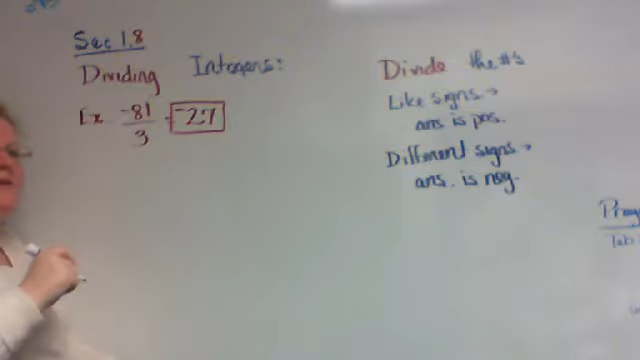 Sec 1.8
Dividing Integers:
Ex -81/3 = -27
Divide the #s
Like signs →
ans is pos.
Different signs →
ans. is neg.